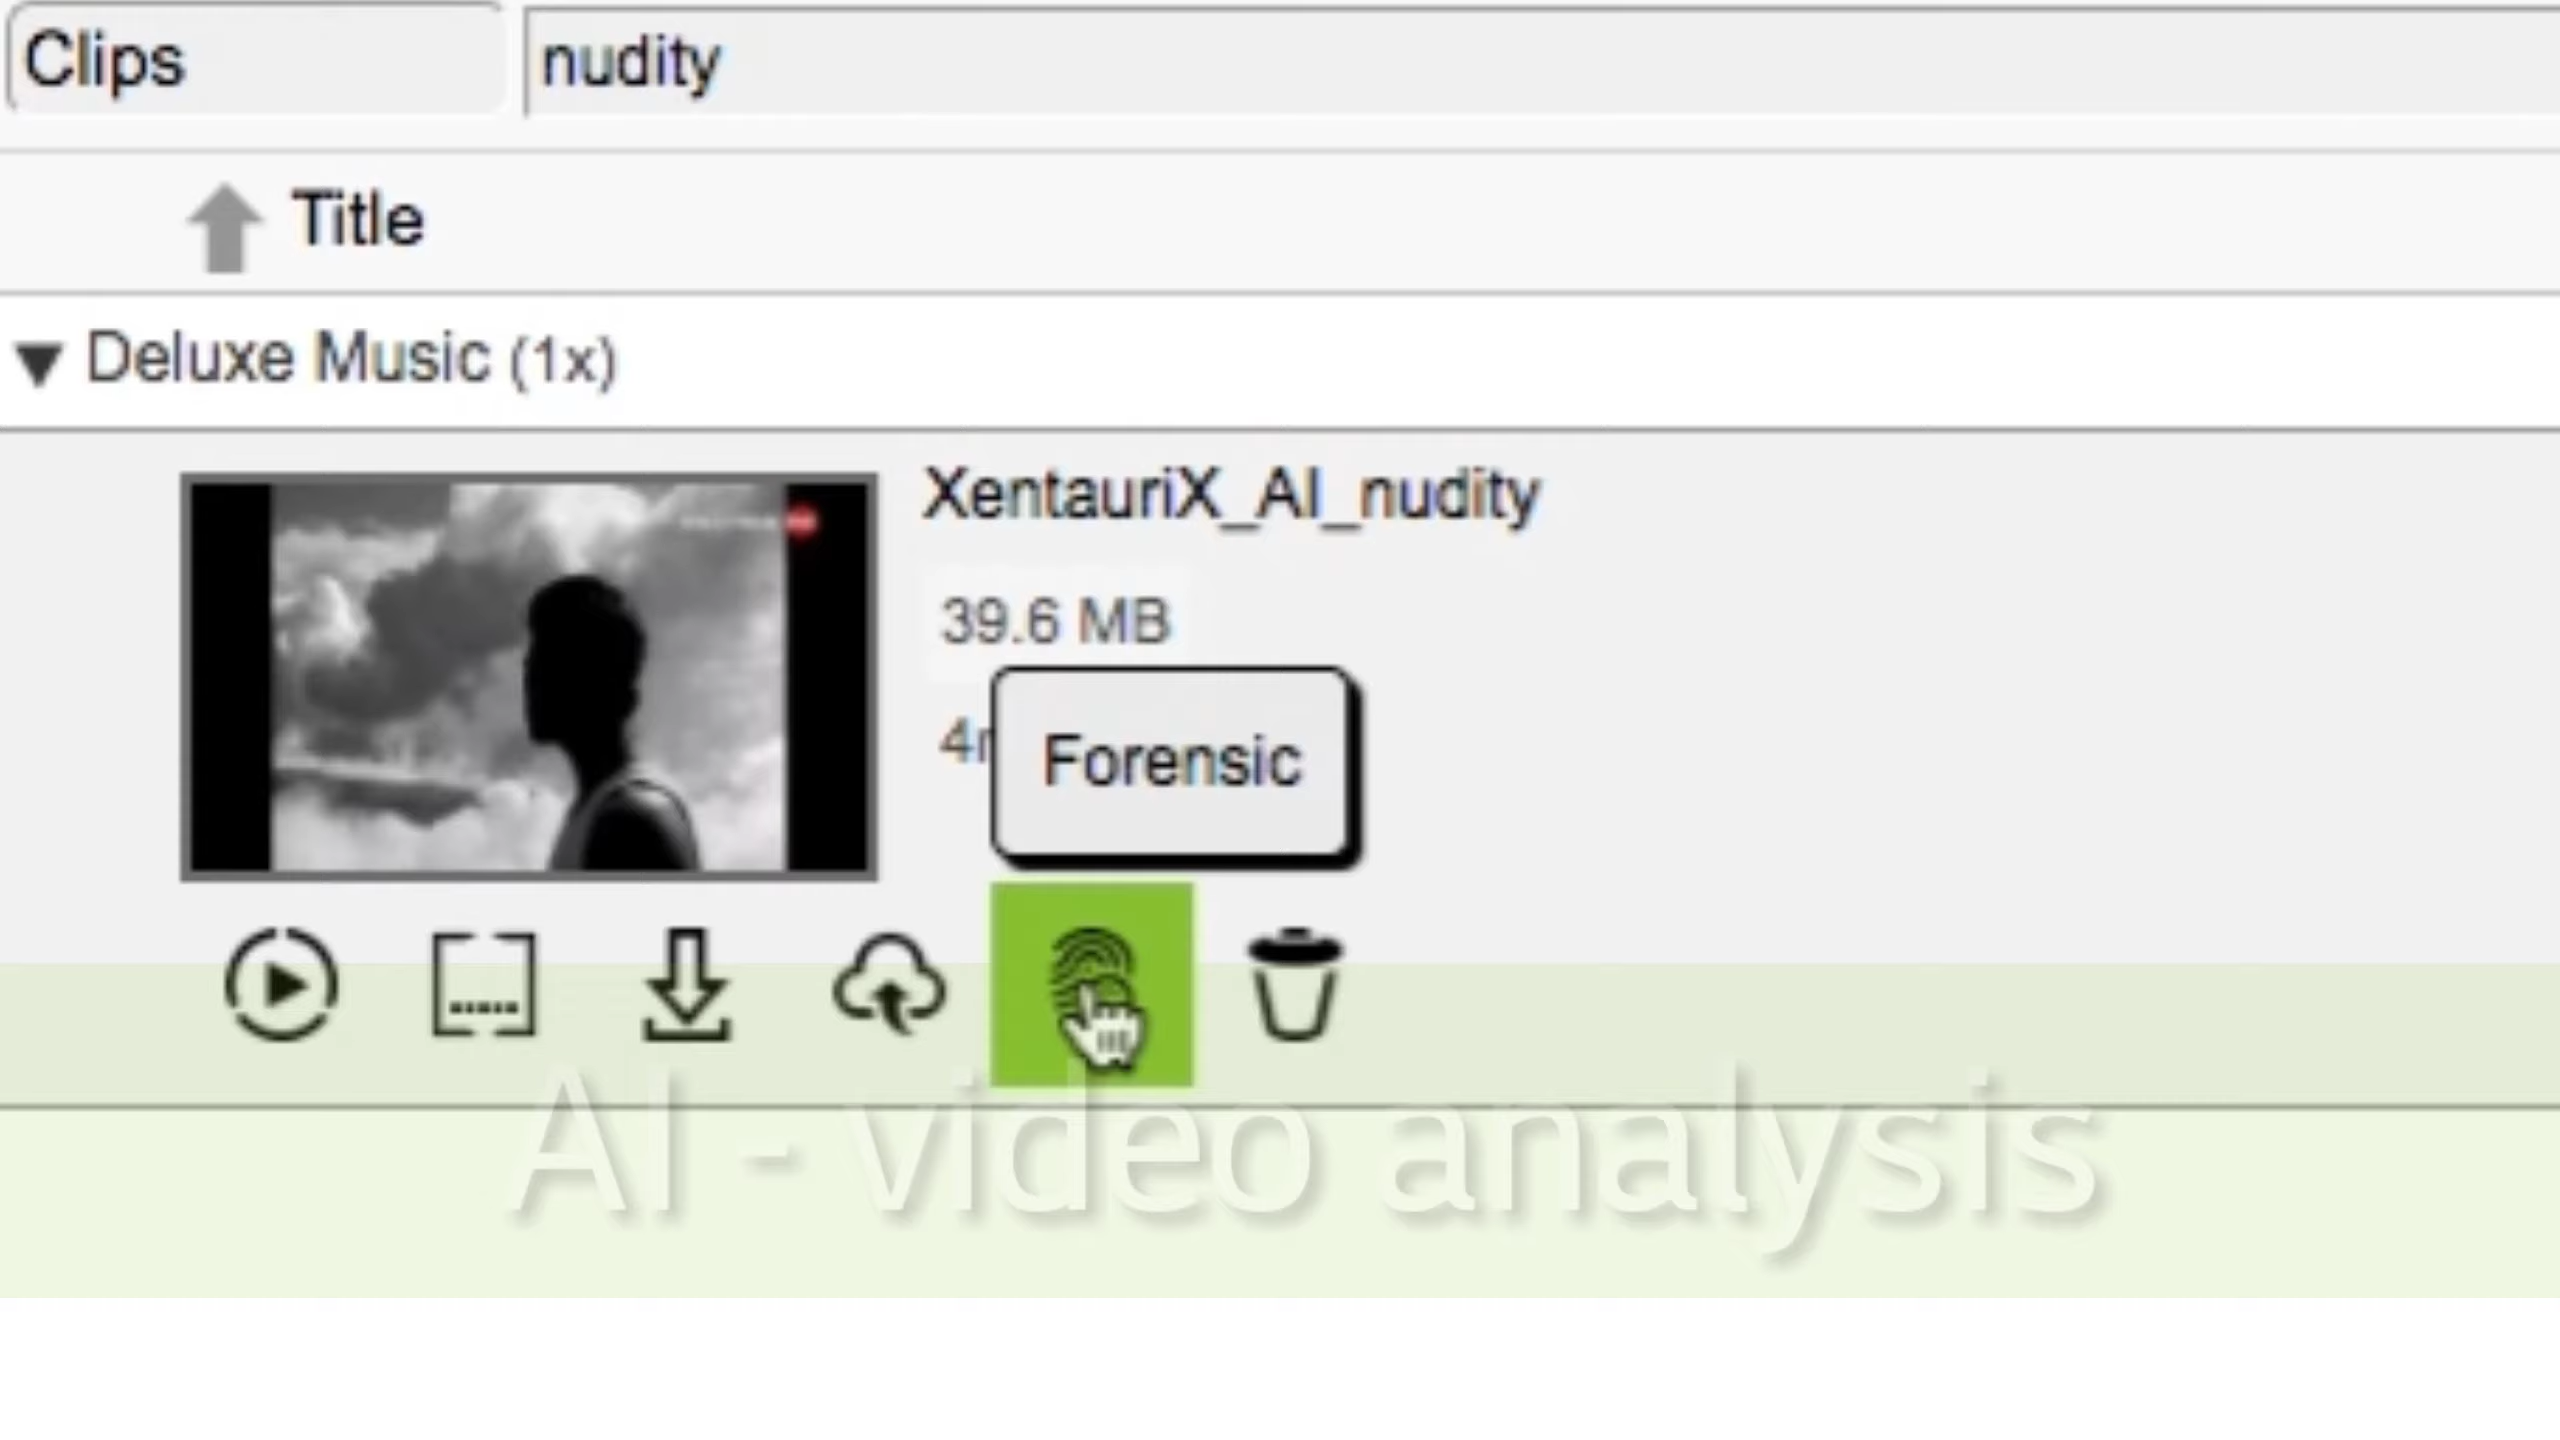 Clips
nudity
Title
Deluxe Music (1x)
XentauriX_AI_nudity
39.6 MB
Forensic
AI - video analysis